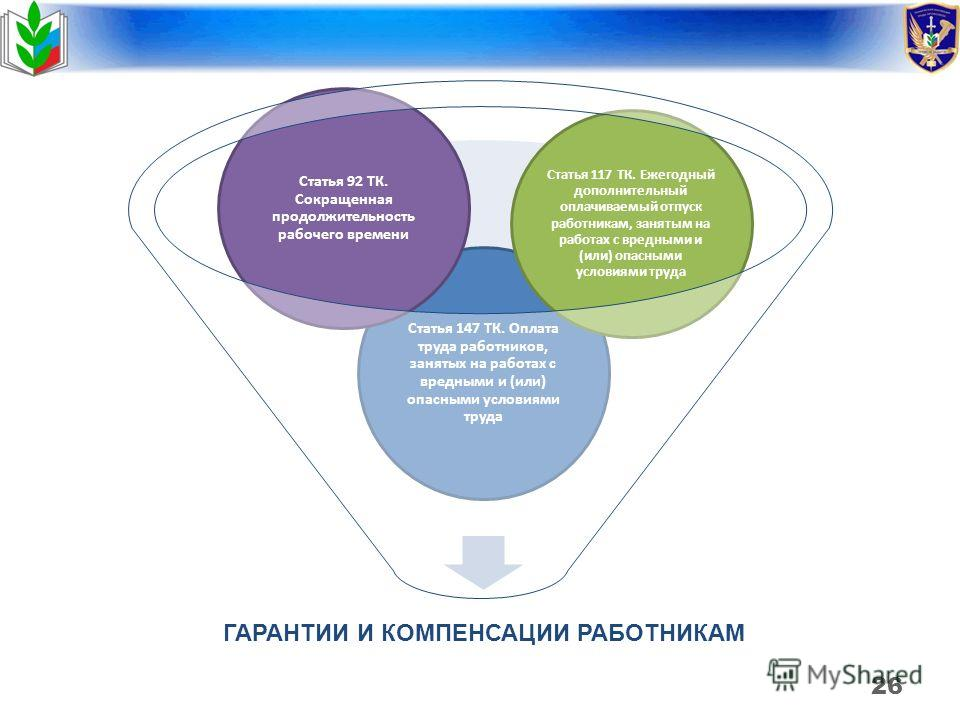 Статья 92 ТК.
Сокращенная
продолжительность
рабочего времени
Статья 117 ТК. Ежегодный
дополнительный
оплачиваемый отпуск
работникам, занятым на
работах с вредными и
(или) опасными
условиями труда
Статья 147 ТК. Оплата
труда работников,
занятых на работах с
вредными и (или)
опасными условиями
труда
ГАРАНТИИ И КОМПЕНСАЦИИ РАБОТНИКАМ
MyShared
26